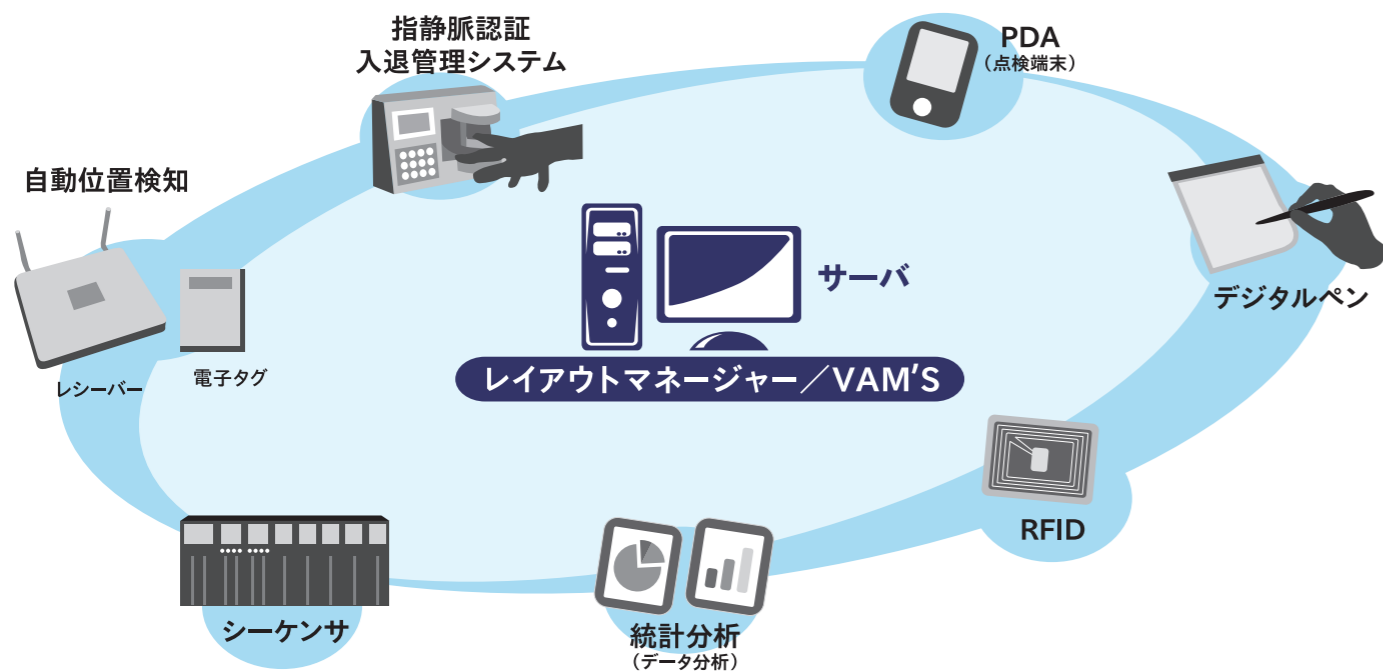 指静脈認証
入退管理システム
PDA
（点検端末）
自動位置検知
サーバ
デジタルペン
レシーバー
電子タグ
レイアウトマネージャー／VAM'S
RFID
シーケンサ
統計分析
（データ分析）